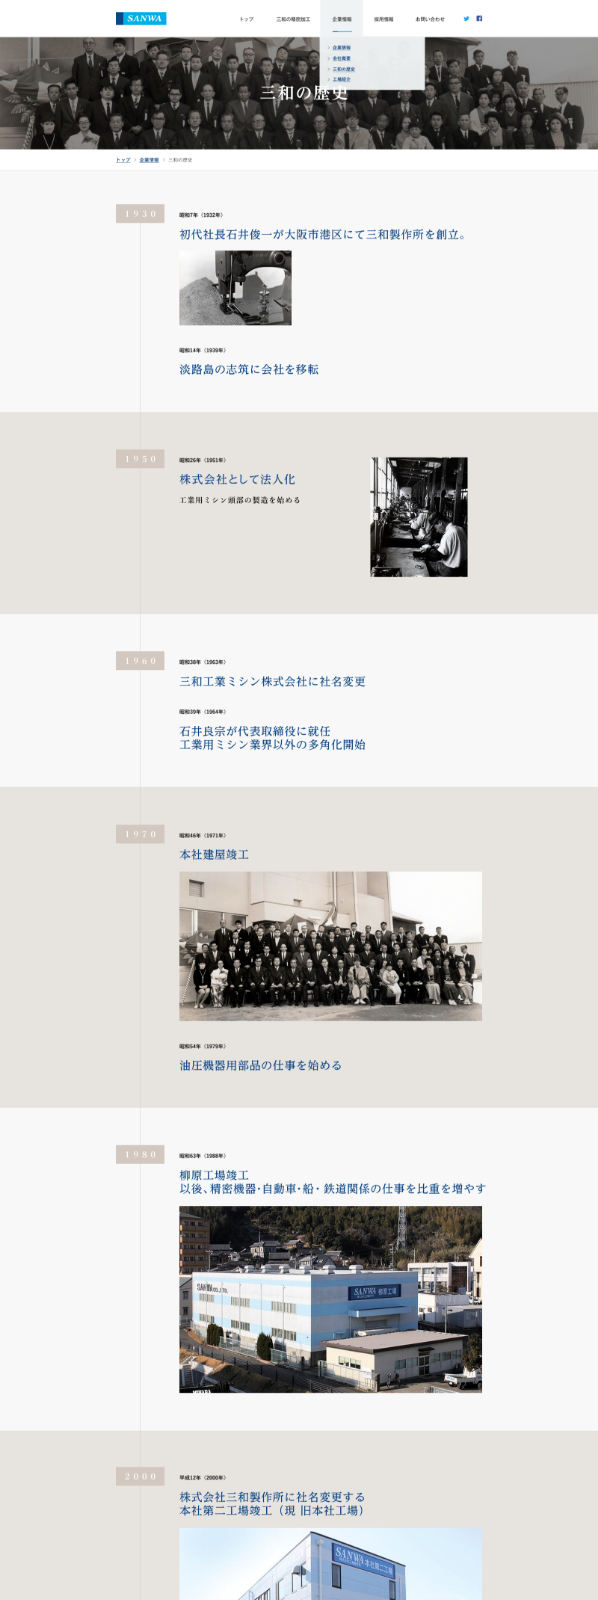 SANWA
トップ
三和の精密加工
企業情報
採用情報
お問い合わせ
企業情報
会社概要
三和の歴史
工場紹介
三和の歴史
トップ
企業情報
三和の歴史
1930
昭和7年（1932年）
初代社長石井俊一が大阪市港区にて三和製作所を創立。
昭和14年（1939年）
淡路島の志筑に会社を移転
1950
昭和26年（1951年）
株式会社として法人化
工業用ミシン頭部の製造を始める
1960
昭和38年（1963年）
三和工業ミシン株式会社に社名変更
昭和39年（1964年）
石井良宗が代表取締役に就任
工業用ミシン業界以外の多角化開始
1970
昭和46年（1971年）
本社建屋竣工
昭和54年（1979年）
油圧機器用部品の仕事を始める
1980
昭和63年（1988年）
柳原工場竣工
以後、精密機器・自動車・船・鉄道関係の仕事を比重を増やす
SANWA CO.,LTD.
SANWA 柳原工場
2000
平成12年（2000年）
株式会社三和製作所に社名変更する
本社第二工場竣工（現 旧本社工場）
SANWA 本社第二工場